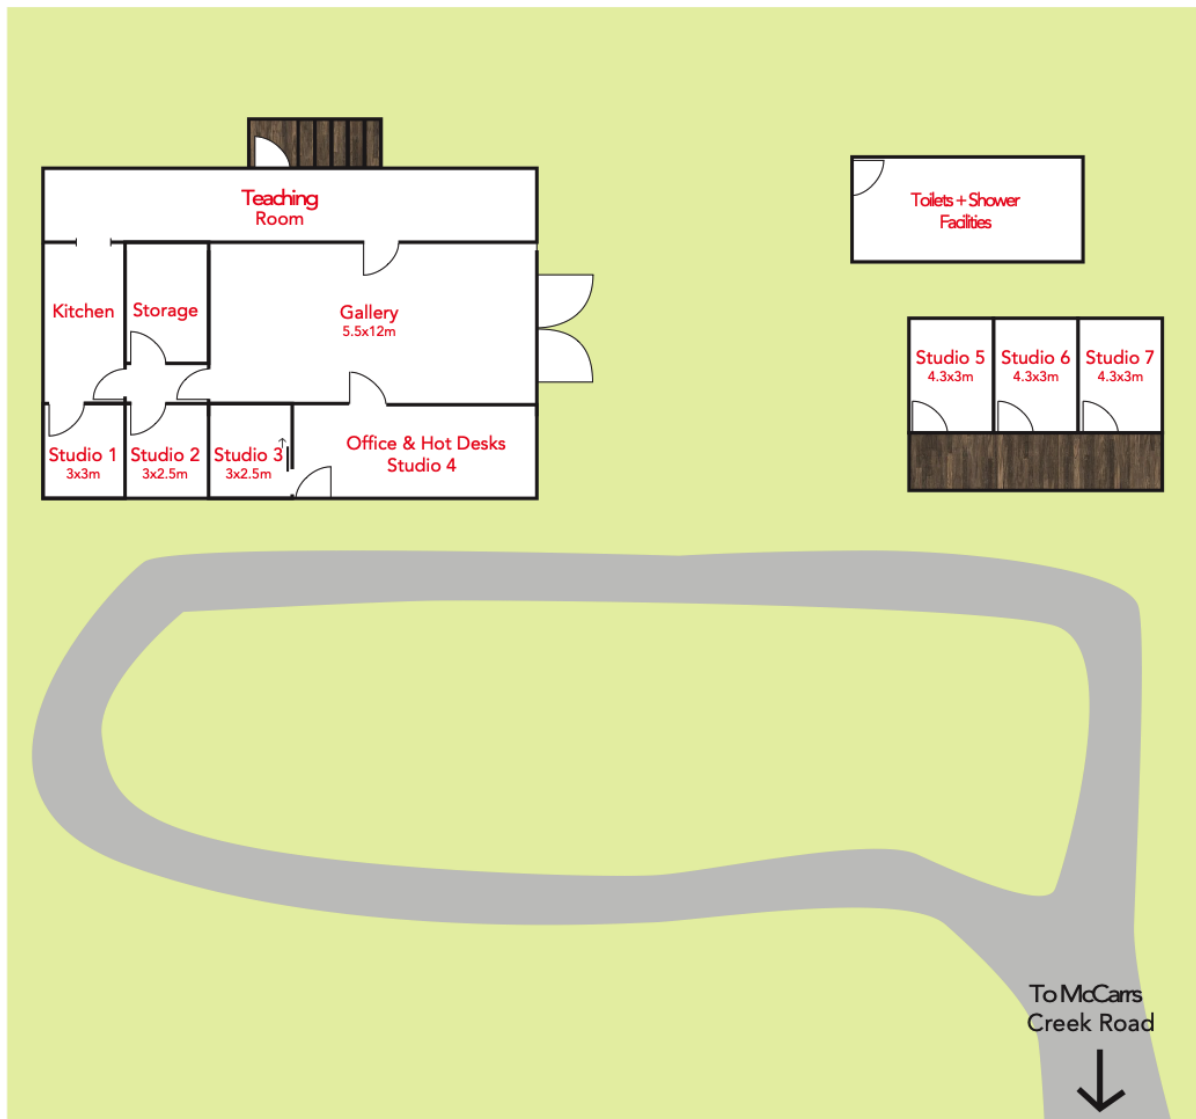 Teaching
Room
Toilets + Shower
Facilities
Kitchen
Storage
Gallery
5.5x12m
Studio 5
4.3x3m
Studio 6
4.3x3m
Studio 7
4.3x3m
Studio 1
3x3m
Studio 2
3x2.5m
Studio 3
3x2.5m
Office & Hot Desks
Studio 4
To McCarrs
Creek Road